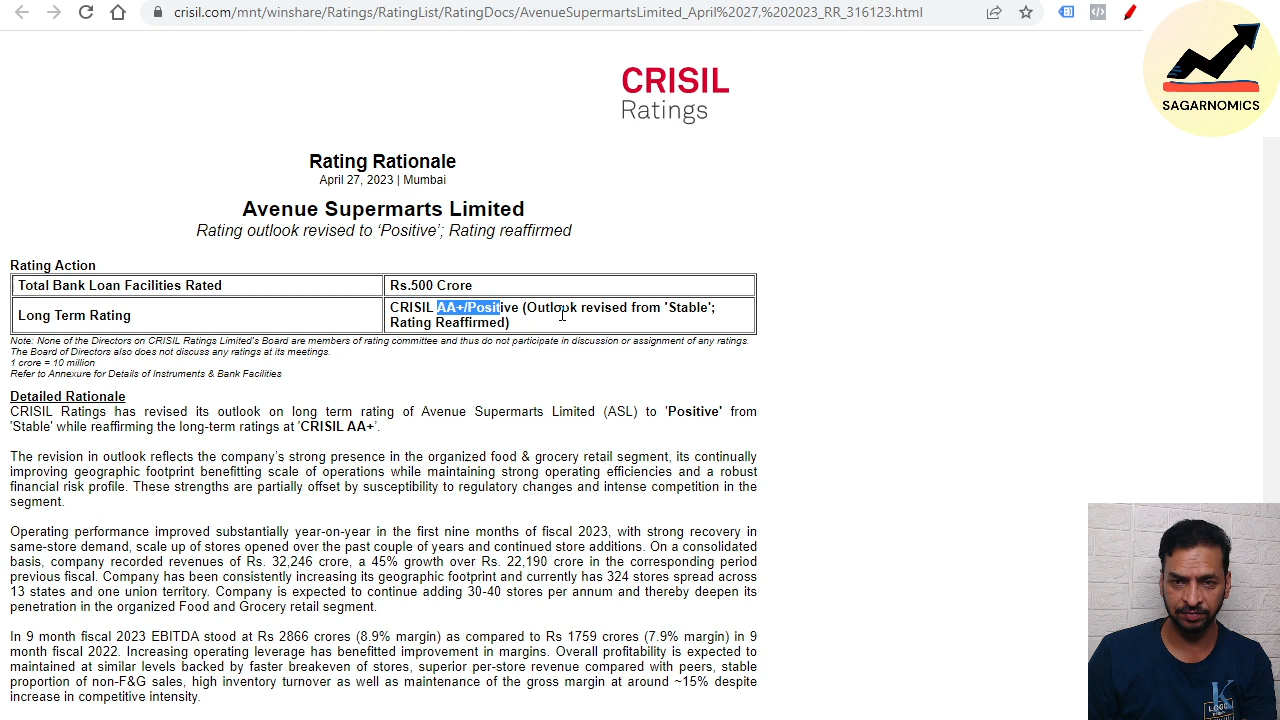 crisil.com/mnt/winshare/Ratings/RatingList/RatingDocs/AvenueSupermartsLimited_April%2027,%202023_RR_316123.html
SAGARNOMICS
CRISIL
Ratings
Rating Rationale
April 27, 2023 | Mumbai
Avenue Supermarts Limited
Rating outlook revised to ‘Positive’; Rating reaffirmed
Rating Action
Total Bank Loan Facilities Rated Rs.500 Crore
Long Term Rating CRISIL AA+/Positive (Outlook revised from 'Stable';
Rating Reaffirmed)
Note: None of the Directors on CRISIL Ratings Limited's Board are members of rating committee and thus do not participate in discussion or assignment of any ratings.
The Board of Directors also does not discuss any ratings at its meetings.
1 crore = 10 million
Refer to Annexure for Details of Instruments & Bank Facilities
Detailed Rationale
CRISIL Ratings has revised its outlook on long term rating of Avenue Supermarts Limited (ASL) to 'Positive' from
'Stable' while reaffirming the long-term ratings at 'CRISIL AA+'.
The revision in outlook reflects the company's strong presence in the organized food & grocery retail segment, its continually
improving geographic footprint benefitting scale of operations while maintaining strong operating efficiencies and a robust
financial risk profile. These strengths are partially offset by susceptibility to regulatory changes and intense competition in the
segment.
Operating performance improved substantially year-on-year in the first nine months of fiscal 2023, with strong recovery in
same-store demand, scale up of stores opened over the past couple of years and continued store additions. On a consolidated
basis, company recorded revenues of Rs. 32,246 crore, a 45% growth over Rs. 22,190 crore in the corresponding period
previous fiscal. Company has been consistently increasing its geographic footprint and currently has 324 stores spread across
13 states and one union territory. Company is expected to continue adding 30-40 stores per annum and thereby deepen its
penetration in the organized Food and Grocery retail segment.
In 9 month fiscal 2023 EBITDA stood at Rs 2866 crores (8.9% margin) as compared to Rs 1759 crores (7.9% margin) in 9
month fiscal 2022. Increasing operating leverage has benefitted improvement in margins. Overall profitability is expected to
maintained at similar levels backed by faster breakeven of stores, superior per-store revenue compared with peers, stable
proportion of non-F&G sales, high inventory turnover as well as maintenance of the gross margin at around ~15% despite
increase in competitive intensity.
K
LOGO